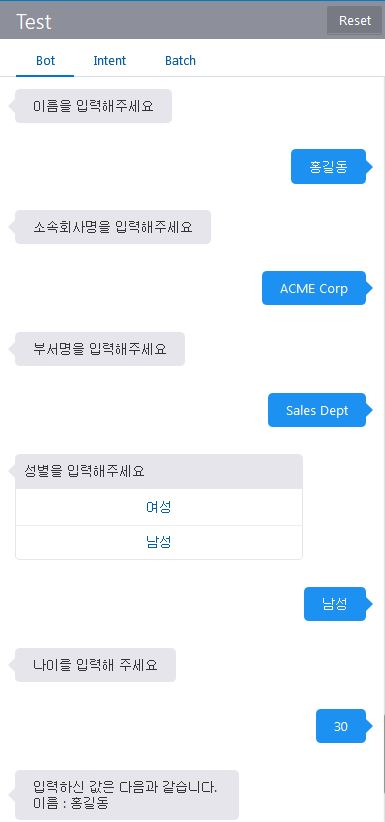 Test
Reset
Bot Intent Batch
이름을 입력해주세요
홍길동
소속회사명을 입력해주세요
ACME Corp
부서명을 입력해주세요
Sales Dept
성별을 입력해주세요
여성
남성
남성
나이를 입력해 주세요
30
입력하신 값은 다음과 같습니다.
이름 : 홍길동